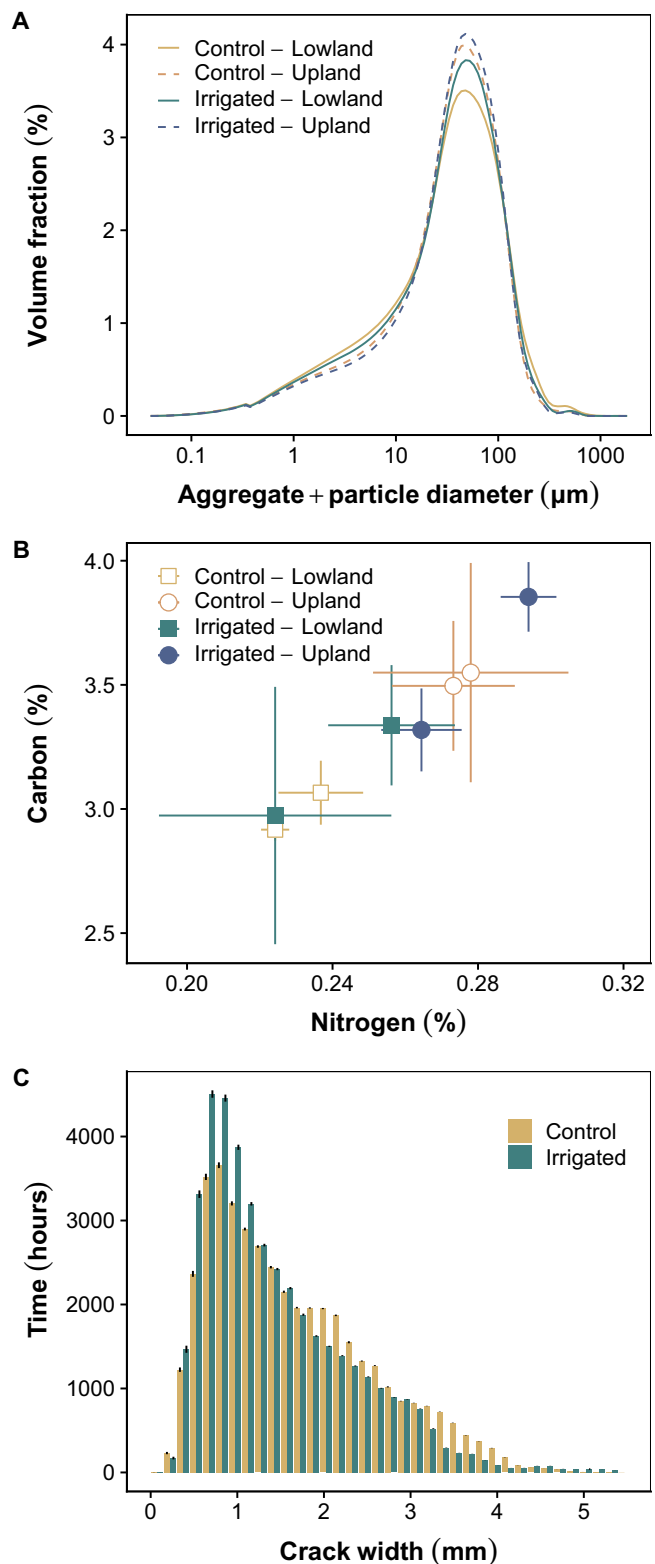 A
Control – Lowland
Control – Upland
Irrigated – Lowland
Irrigated – Upland
Volume fraction (%)
4
3
2
1
0
0.1 1 10 100 1000
Aggregate + particle diameter (µm)
B
Control – Lowland
Control – Upland
Irrigated – Lowland
Irrigated – Upland
Carbon (%)
4.0
3.5
3.0
2.5
0.20 0.24 0.28 0.32
Nitrogen (%)
C
Control
Irrigated
Time (hours)
4000
3000
2000
1000
0
0 1 2 3 4 5
Crack width (mm)